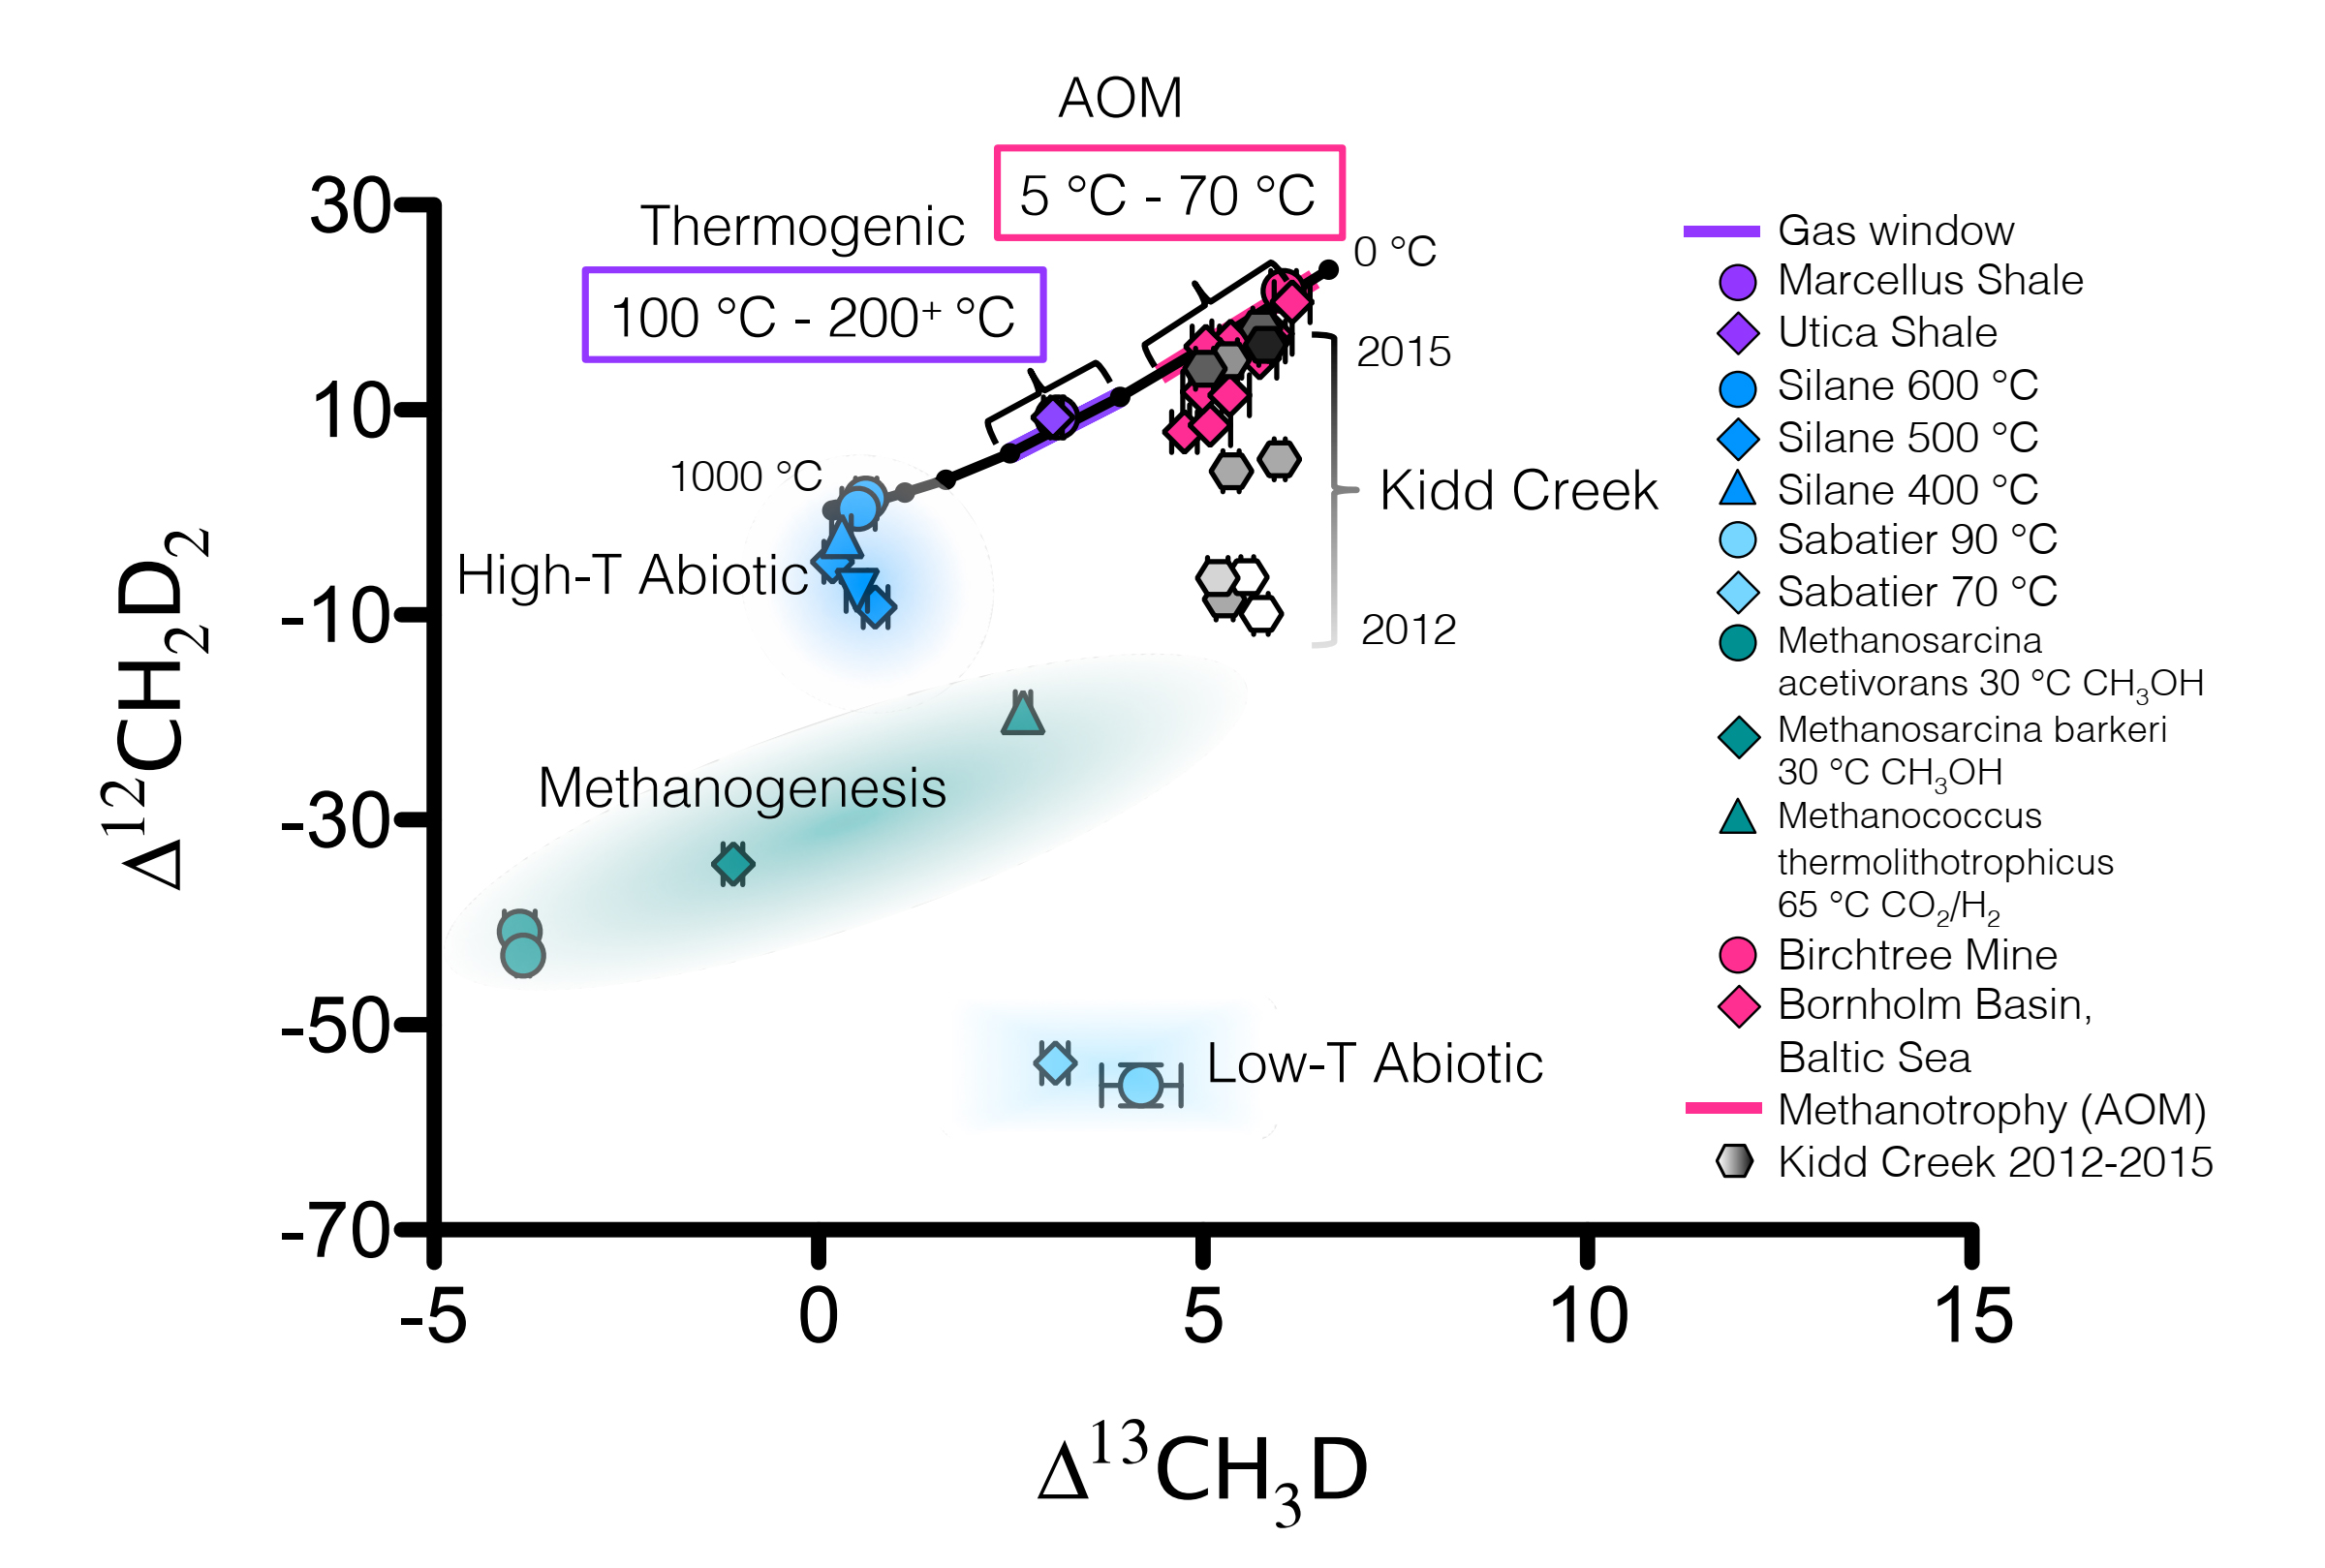 AOM
5 °C - 70 °C
Thermogenic
100 °C - 200⁺ °C
0 °C
2015
1000 °C
Kidd Creek
High-T Abiotic
2012
Methanogenesis
Low-T Abiotic
30
10
-10
-30
-50
-70
Δ¹²CH₂D₂
-5
0
5
10
15
Δ¹³CH₃D
Gas window
Marcellus Shale
Utica Shale
Silane 600 °C
Silane 500 °C
Silane 400 °C
Sabatier 90 °C
Sabatier 70 °C
Methanosarcina
acetivorans 30 °C CH₃OH
Methanosarcina barkeri
30 °C CH₃OH
Methanococcus
thermolithotrophicus
65 °C CO₂/H₂
Birchtree Mine
Bornholm Basin,
Baltic Sea
Methanotrophy (AOM)
Kidd Creek 2012-2015